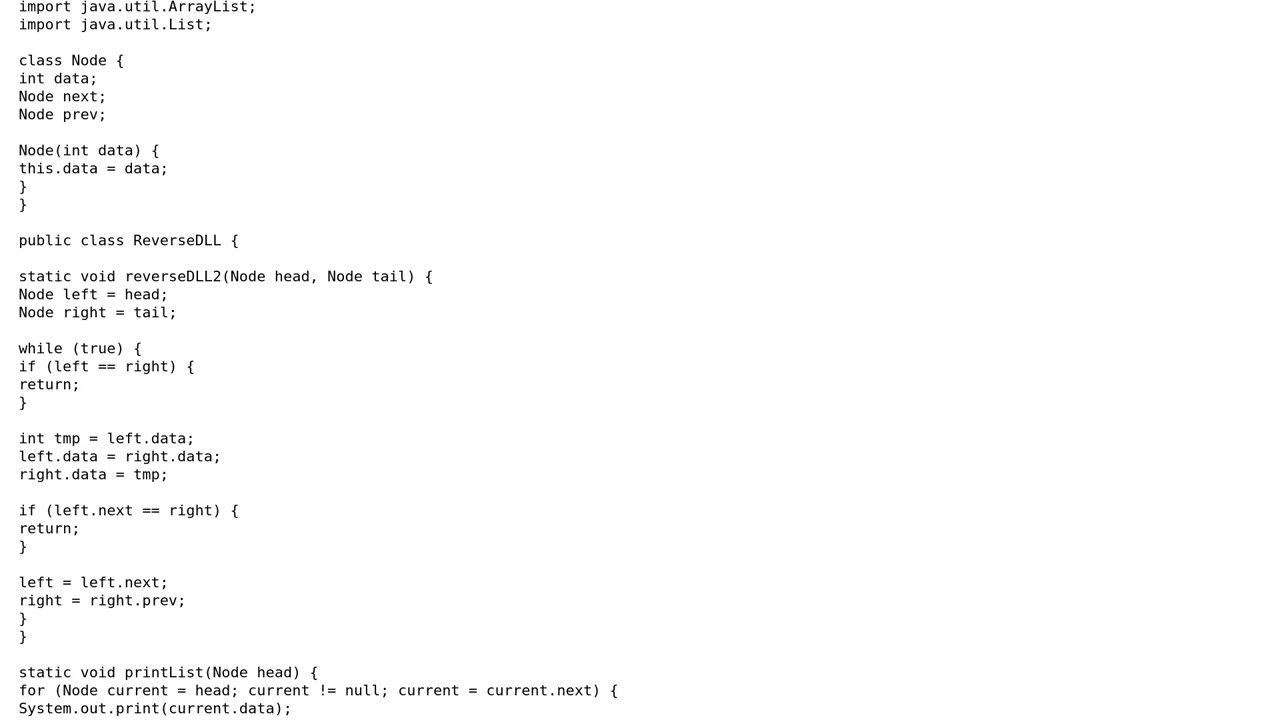 import java.util.ArrayList;
import java.util.List;
class Node {
int data;
Node next;
Node prev;
Node(int data) {
this.data = data;
}
}
public class ReverseDLL {
static void reverseDLL2(Node head, Node tail) {
Node left = head;
Node right = tail;
while (true) {
if (left == right) {
return;
}
int tmp = left.data;
left.data = right.data;
right.data = tmp;
if (left.next == right) {
return;
}
left = left.next;
right = right.prev;
}
}
static void printList(Node head) {
for (Node current = head; current != null; current = current.next) {
System.out.print(current.data);